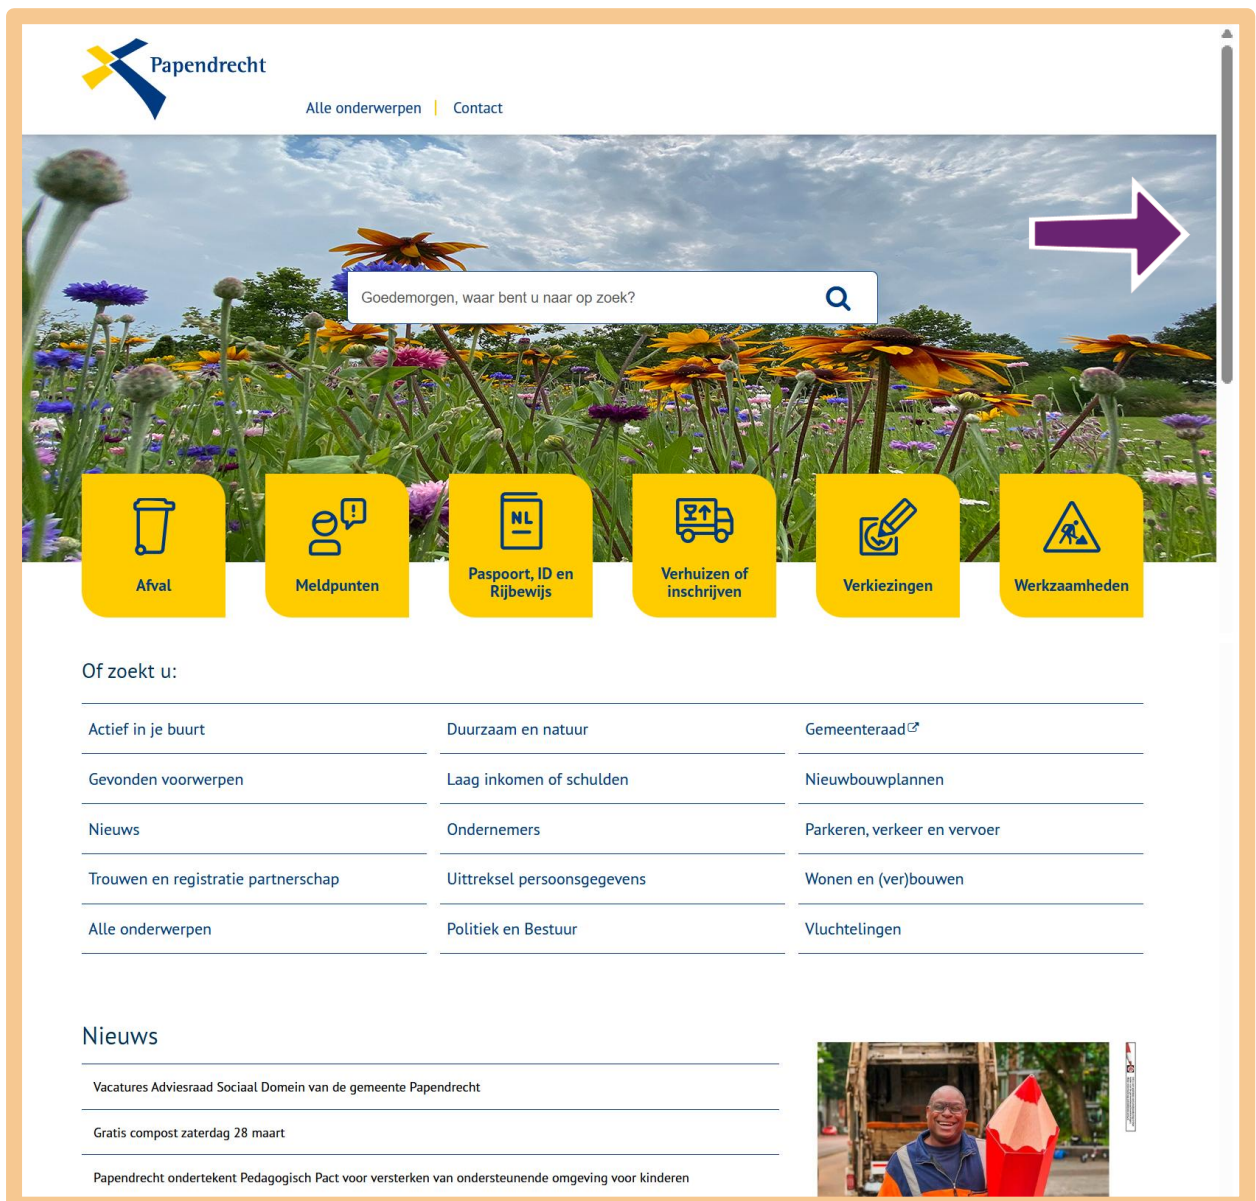 Papendrecht
Alle onderwerpen | Contact
Goedemorgen, waar bent u naar op zoek?
NL
Afval
Meldpunten
Paspoort, ID en
Rijbewijs
Verhuizen of
inschrijven
Verkiezingen
Werkzaamheden
Of zoekt u:
Actief in je buurt
Duurzaam en natuur
Gemeenteraad
Gevonden voorwerpen
Laag inkomen of schulden
Nieuwbouwplannen
Nieuws
Ondernemers
Parkeren, verkeer en vervoer
Trouwen en registratie partnerschap
Uittreksel persoonsgegevens
Wonen en (ver)bouwen
Alle onderwerpen
Politiek en Bestuur
Vluchtelingen
Nieuws
Vacatures Adviesraad Sociaal Domein van de gemeente Papendrecht
Gratis compost zaterdag 28 maart
Papendrecht ondertekent Pedagogisch Pact voor versterken van ondersteunende omgeving voor kinderen